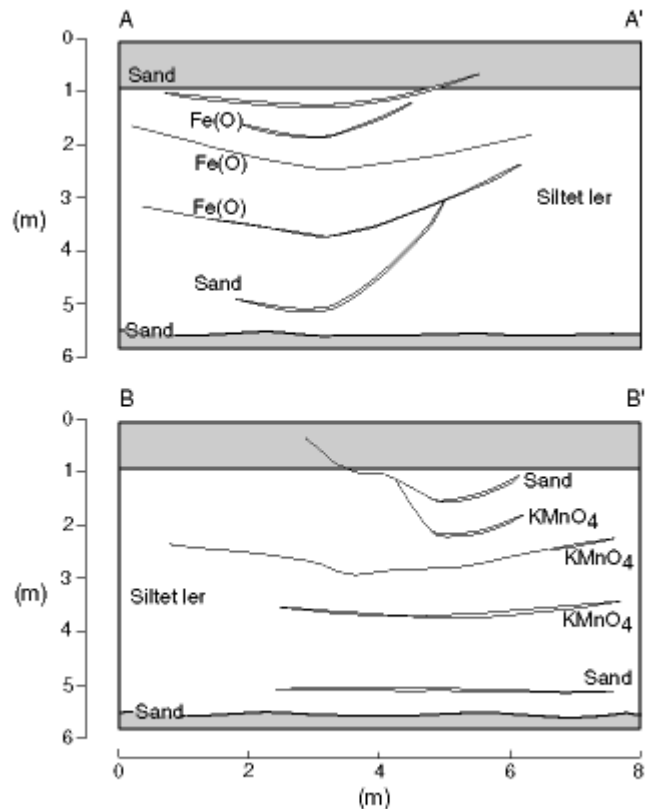 A A'
0
Sand
1
Fe(O)
2
Fe(O)
3
Fe(O)
Siltet ler
(m)
4
Sand
5
Sand
6
B B'
0
1
Sand
KMnO4
2
KMnO4
3
Siltet ler
(m)
KMnO4
4
Sand
5
Sand
6
0 2 4 6 8
(m)